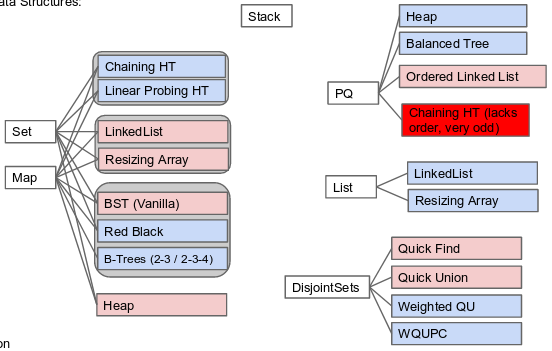 ata Structures:
Stack
Set
Map
Chaining HT
Linear Probing HT
LinkedList
Resizing Array
BST (Vanilla)
Red Black
B-Trees (2-3 / 2-3-4)
Heap
PQ
Heap
Balanced Tree
Ordered Linked List
Chaining HT (lacks
order, very odd)
List
LinkedList
Resizing Array
DisjointSets
Quick Find
Quick Union
Weighted QU
WQUPC
on